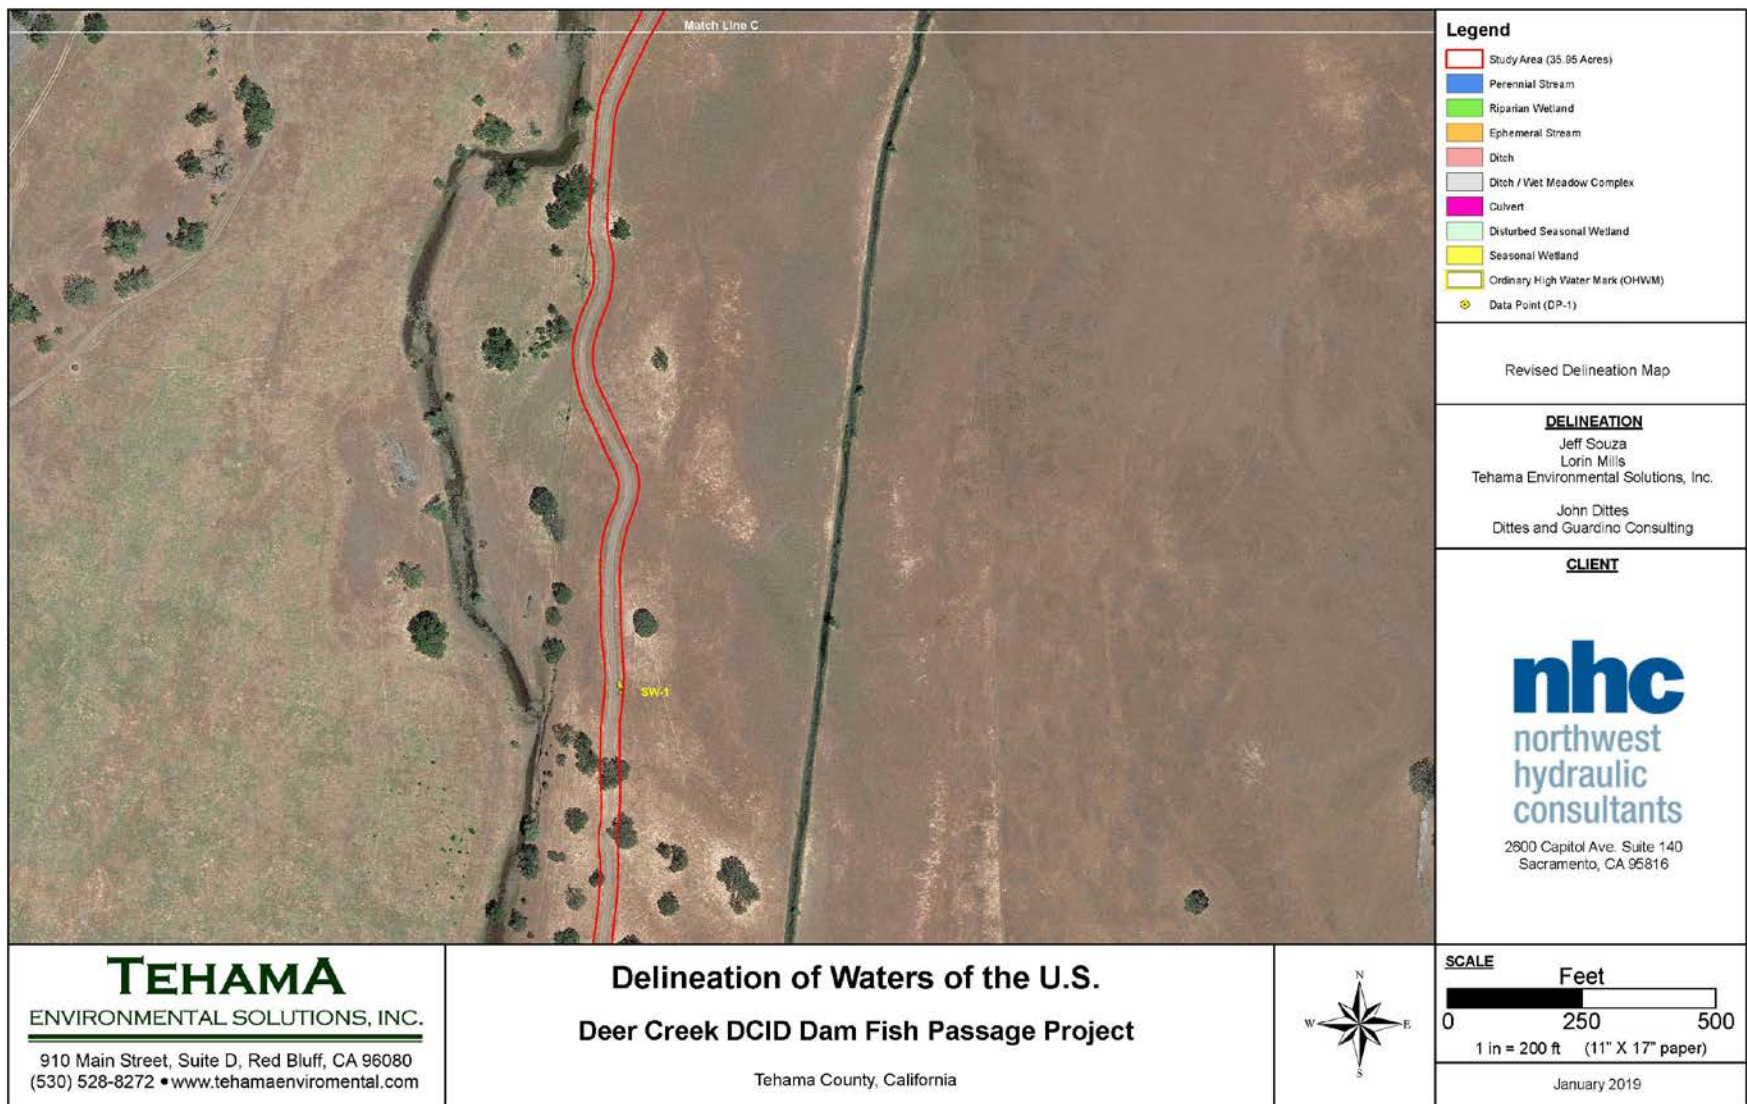 Match Line C
SW-1
Legend
Study Area (35.95 Acres)
Perennial Stream
Riparian Wetland
Ephemeral Stream
Ditch
Ditch / Wet Meadow Complex
Culvert
Disturbed Seasonal Wetland
Seasonal Wetland
Ordinary High Water Mark (OHWM)
Data Point (DP-1)
Revised Delineation Map
DELINEATION
Jeff Souza
Lorin Mills
Tehama Environmental Solutions, Inc.
John Dittes
Dittes and Guardino Consulting
CLIENT
nhc
northwest
hydraulic
consultants
2600 Capitol Ave. Suite 140
Sacramento, CA 95816
TEHAMA
ENVIRONMENTAL SOLUTIONS, INC.
910 Main Street, Suite D, Red Bluff, CA 96080
(530) 528-8272 • www.tehamaenviromental.com
Delineation of Waters of the U.S.
Deer Creek DCID Dam Fish Passage Project
Tehama County, California
N
W E
S
SCALE
Feet
0 250 500
1 in = 200 ft (11" X 17" paper)
January 2019